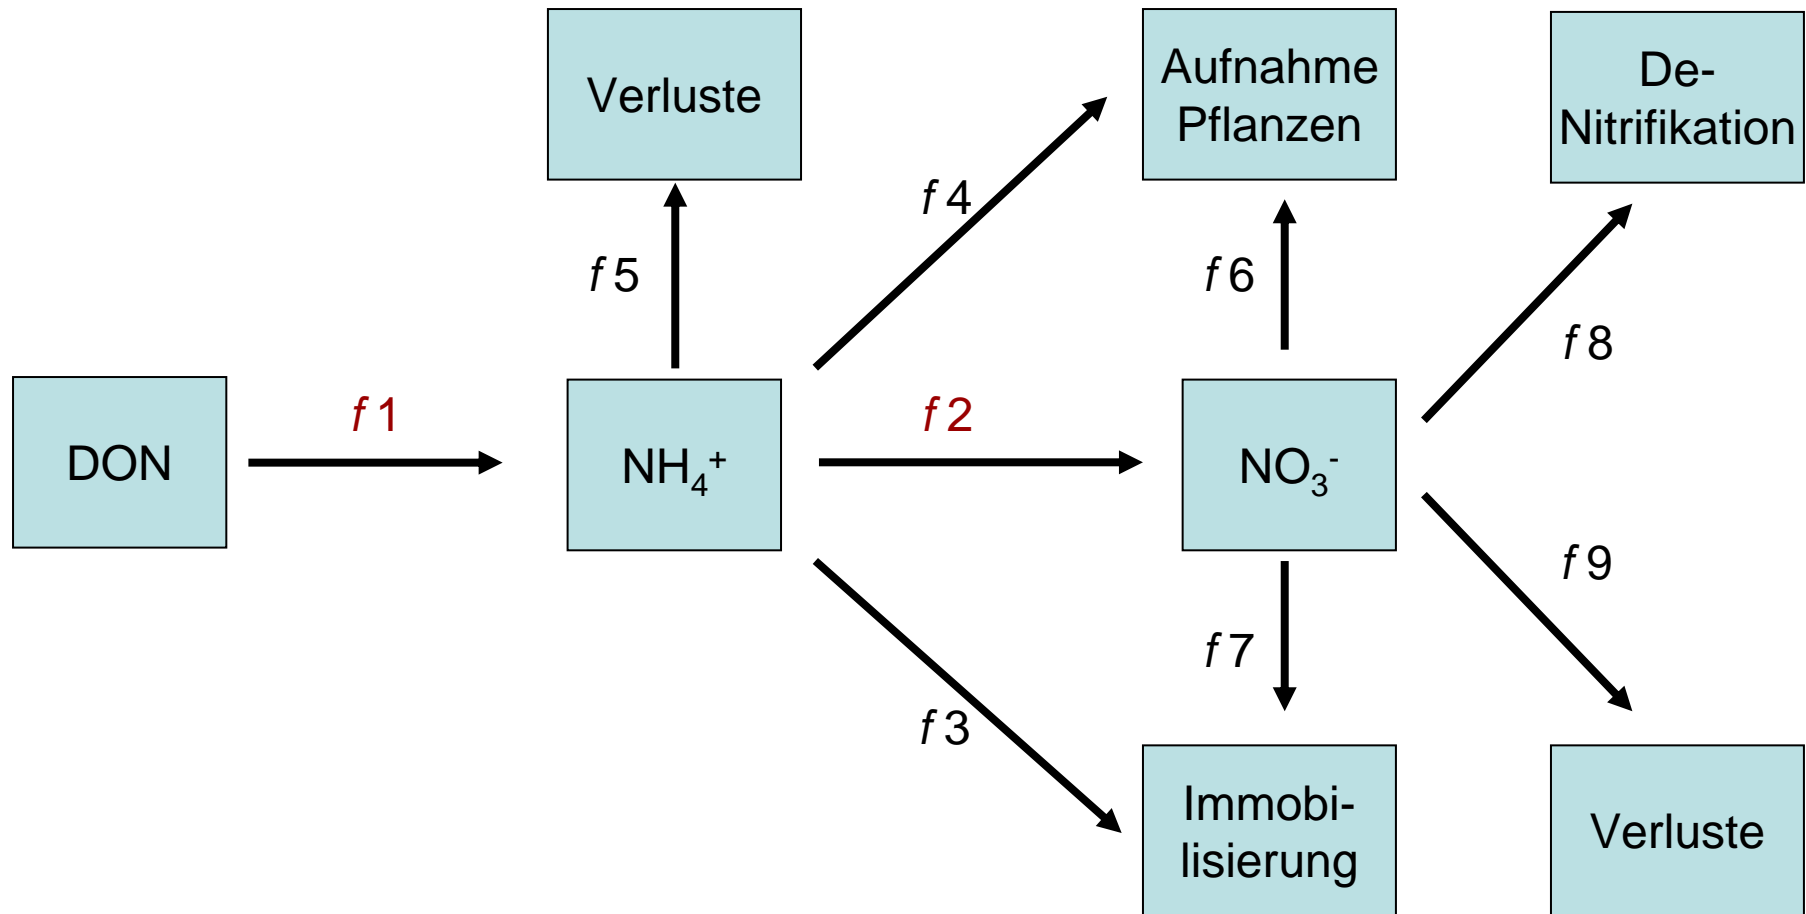 Verluste
Aufnahme
Pflanzen
De-
Nitrifikation
f 4
f 5
f 6
f 8
DON
f 1
NH₄⁺
f 2
NO₃⁻
f 9
f 7
f 3
Immobi-
lisierung
Verluste